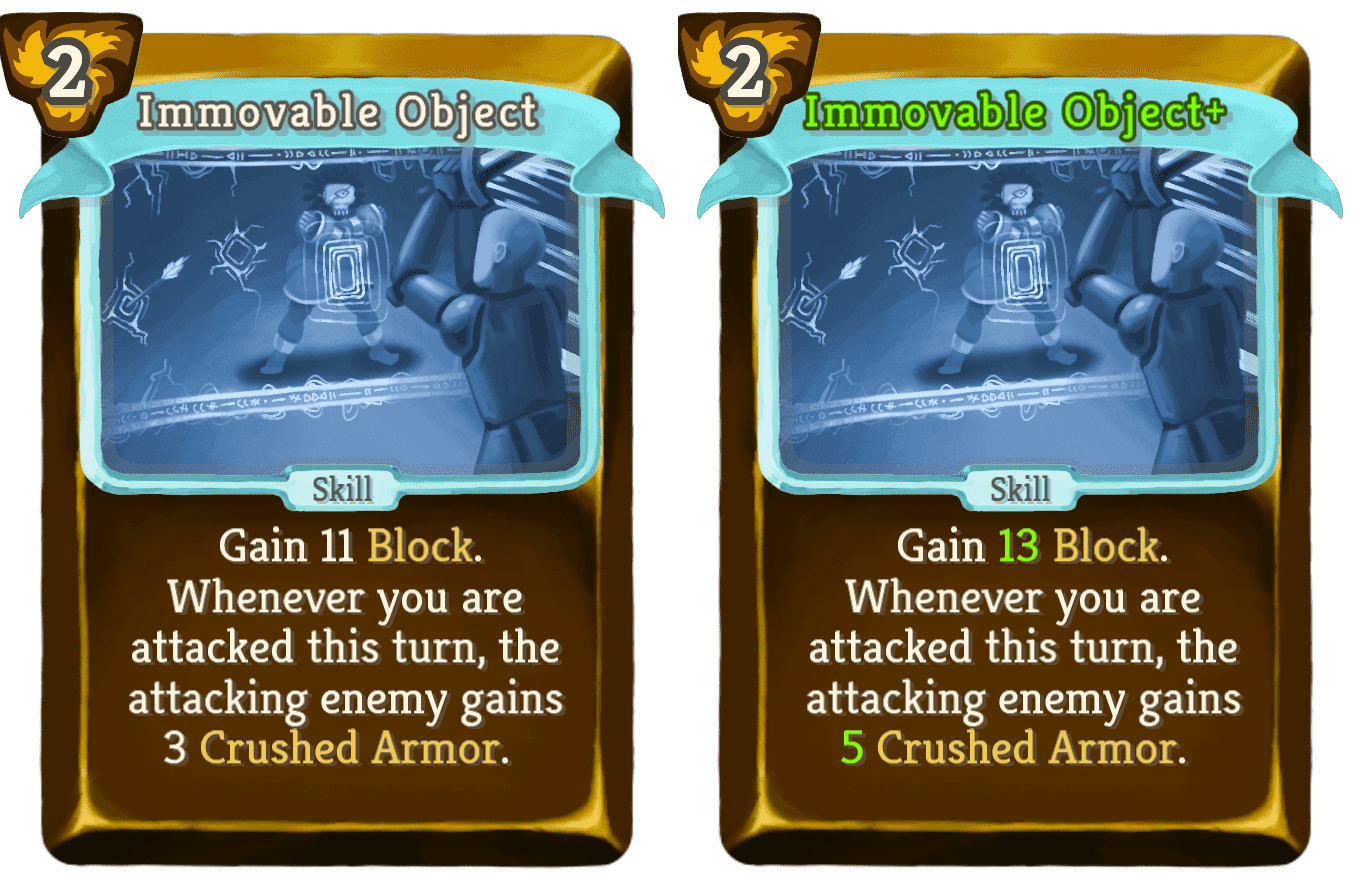 2
Immovable Object
Skill
Gain 11 Block.
Whenever you are
attacked this turn, the
attacking enemy gains
3 Crushed Armor.
2
Immovable Object+
Skill
Gain 13 Block.
Whenever you are
attacked this turn, the
attacking enemy gains
5 Crushed Armor.